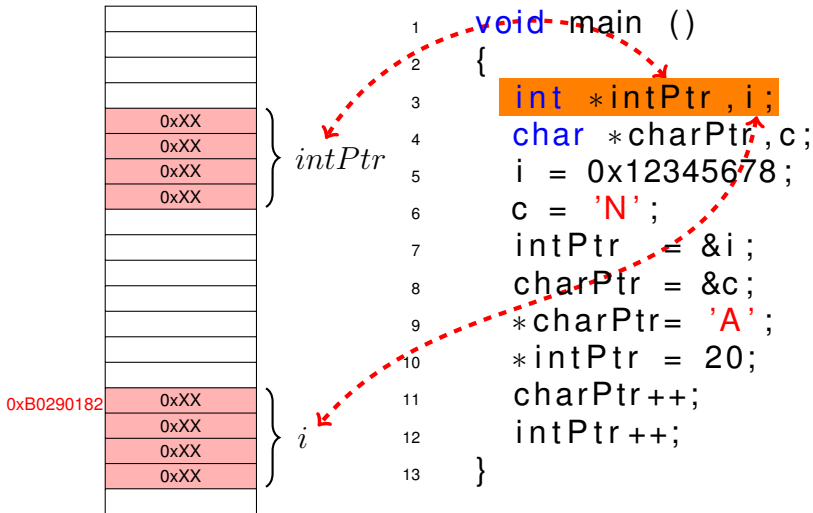 0xXX
0xXX
0xXX
0xXX
intPtr
0xB0290182
0xXX
0xXX
0xXX
0xXX
i
1 void main ()
2 {
3 int *intPtr ,i;
4 char *charPtr ,c;
5 i = 0x12345678;
6 c = 'N';
7 intPtr = &i;
8 charPtr = &c;
9 *charPtr= 'A';
10 *intPtr = 20;
11 charPtr++;
12 intPtr++;
13 }